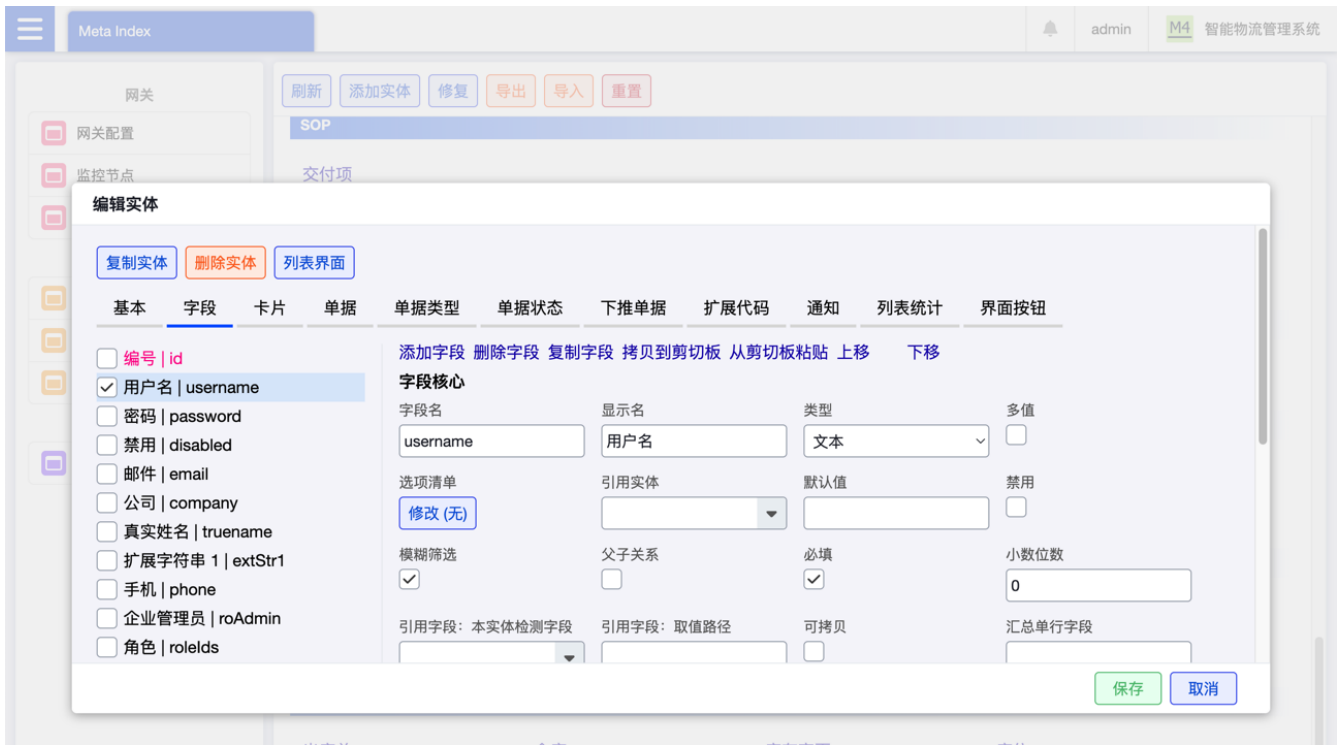 Meta Index
admin
M4 智能物流管理系统
网关
刷新 添加实体 修复 导出 导入 重置
网关配置
SOP
监控节点
交付项
编辑实体
复制实体 删除实体 列表界面
基本 字段 卡片 单据 单据类型 单据状态 下推单据 扩展代码 通知 列表统计 界面按钮
编号 | id
用户名 | username
密码 | password
禁用 | disabled
邮件 | email
公司 | company
真实姓名 | truename
扩展字符串 1 | extStr1
手机 | phone
企业管理员 | roAdmin
角色 | roleIds
添加字段 删除字段 复制字段 拷贝到剪切板 从剪切板粘贴 上移 下移
字段核心
字段名 显示名 类型 多值
username 用户名 文本
选项清单 引用实体 默认值 禁用
修改 (无)
模糊筛选 父子关系 必填 小数位数
0
引用字段：本实体检测字段 引用字段：取值路径 可拷贝 汇总单行字段
保存 取消